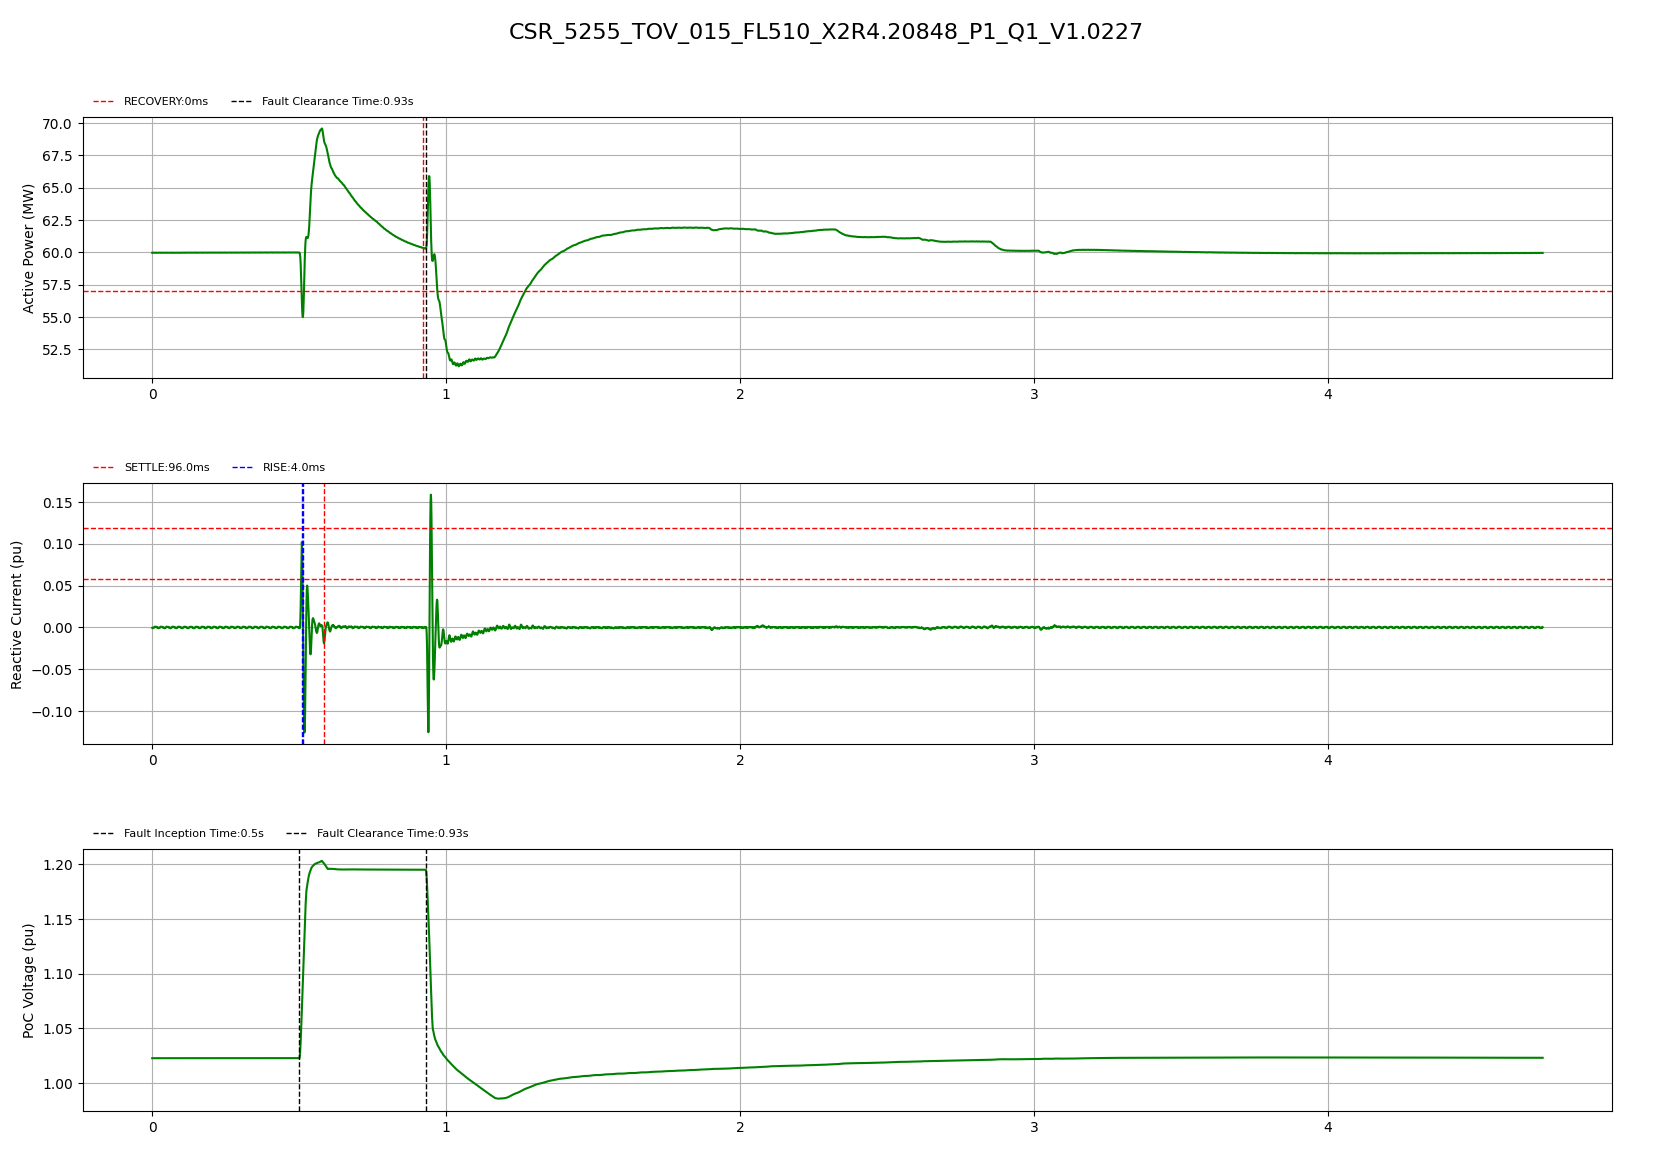 CSR_5255_TOV_015_FL510_X2R4.20848_P1_Q1_V1.0227
RECOVERY:0ms Fault Clearance Time:0.93s
Active Power (MW)
70.0
67.5
65.0
62.5
60.0
57.5
55.0
52.5
0 1 2 3 4
SETTLE:96.0ms RISE:4.0ms
Reactive Current (pu)
0.15
0.10
0.05
0.00
−0.05
−0.10
0 1 2 3 4
Fault Inception Time:0.5s Fault Clearance Time:0.93s
PoC Voltage (pu)
1.20
1.15
1.10
1.05
1.00
0 1 2 3 4